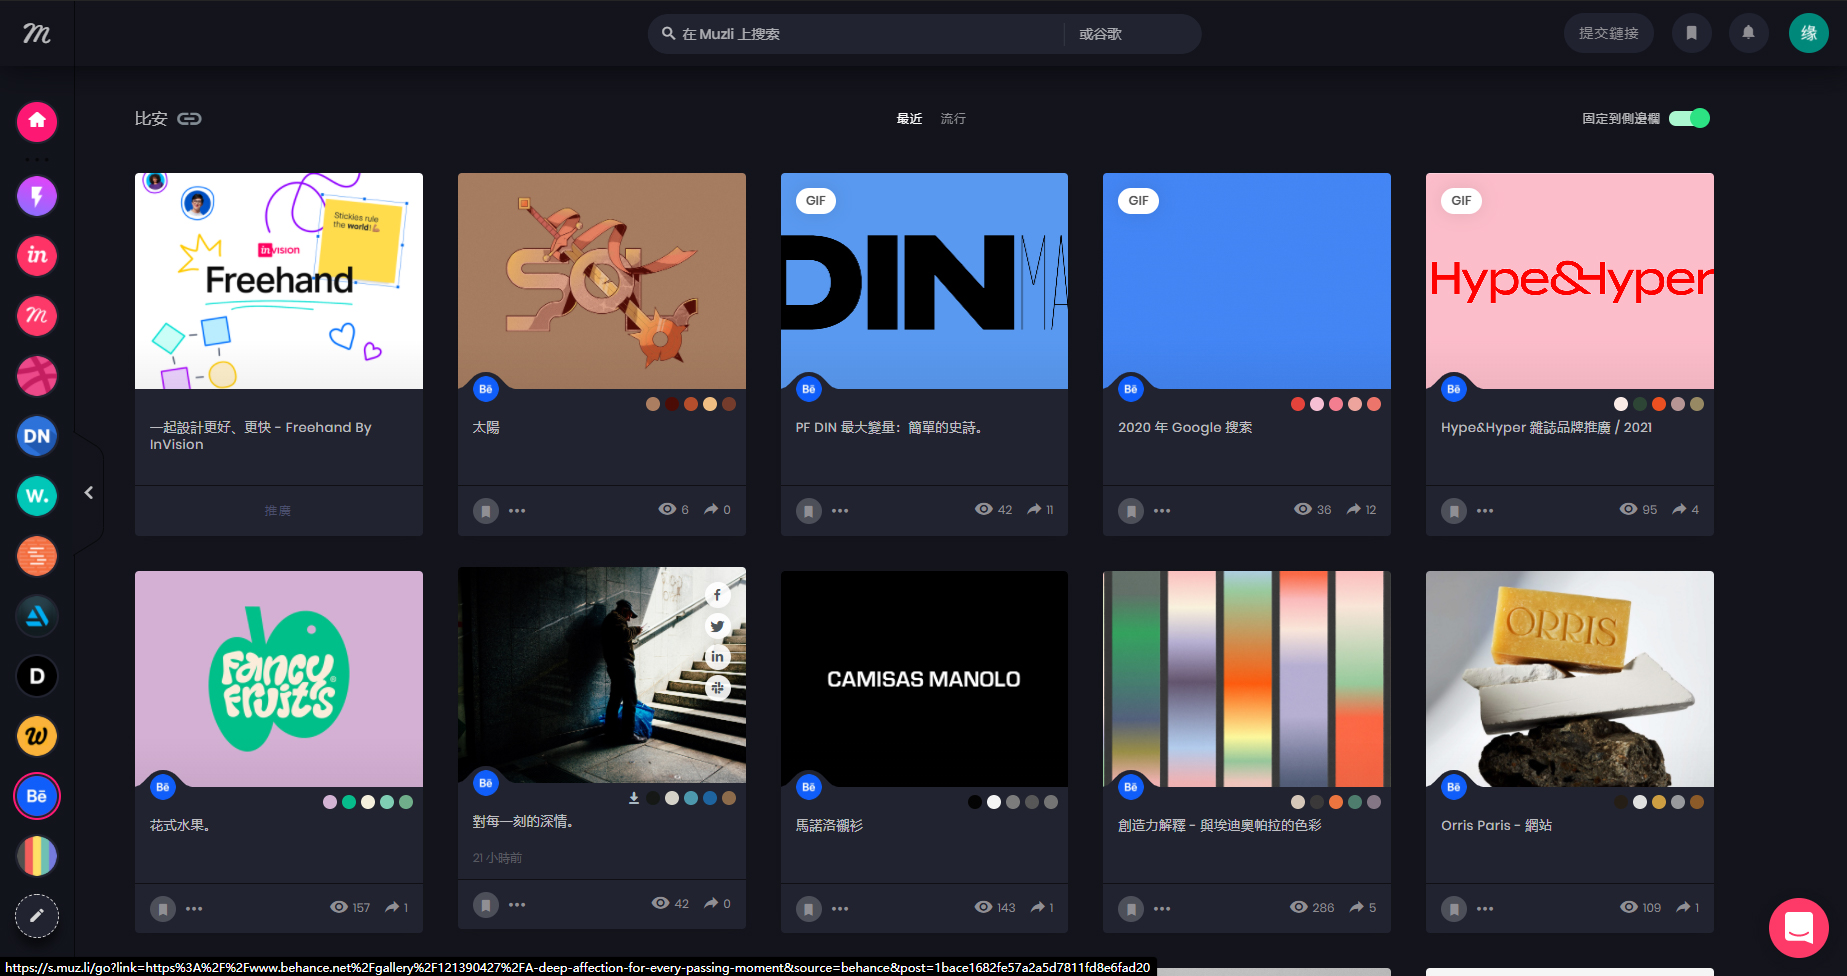 在 Muzli 上搜索
或谷歌
提交鏈接
缘
比安
最近
流行
固定到側邊欄
in
DN
W.
D
W
Bē
Stickies rule
the world!
invision
Freehand
一起設計更好、更快 - Freehand By
InVision
推廣
SOL
Bē
太陽
6
0
GIF
DIN MA
Bē
PF DIN 最大變量：簡單的史詩。
42
11
GIF
Bē
2020 年 Google 搜索
36
12
GIF
Hype&Hyper
Bē
Hype&Hyper 雜誌品牌推廣 / 2021
95
4
Fancy
Fruits®
Bē
花式水果。
157
1
f
in
Bē
對每一刻的深情。
21 小時前
42
0
CAMISAS MANOLO
Bē
馬諾洛襯衫
143
1
Bē
創造力解釋 - 與埃迪奧帕拉的色彩
286
5
ORRIS
Bē
Orris Paris - 網站
109
1
https://s.muz.li/go?link=https%3A%2F%2Fwww.behance.net%2Fgallery%2F121390427%2FA-deep-affection-for-every-passing-moment&source=behance&post=1bace1682fe57a2a5d7811fd8e6fad20